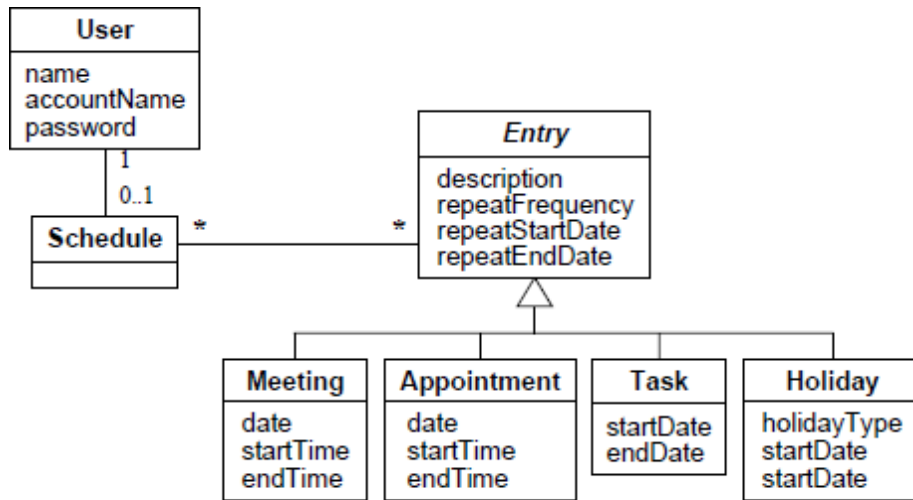 User
name
accountName
password
1
0..1
Schedule
*
*
Entry
description
repeatFrequency
repeatStartDate
repeatEndDate
Meeting
date
startTime
endTime
Appointment
date
startTime
endTime
Task
startDate
endDate
Holiday
holidayType
startDate
startDate